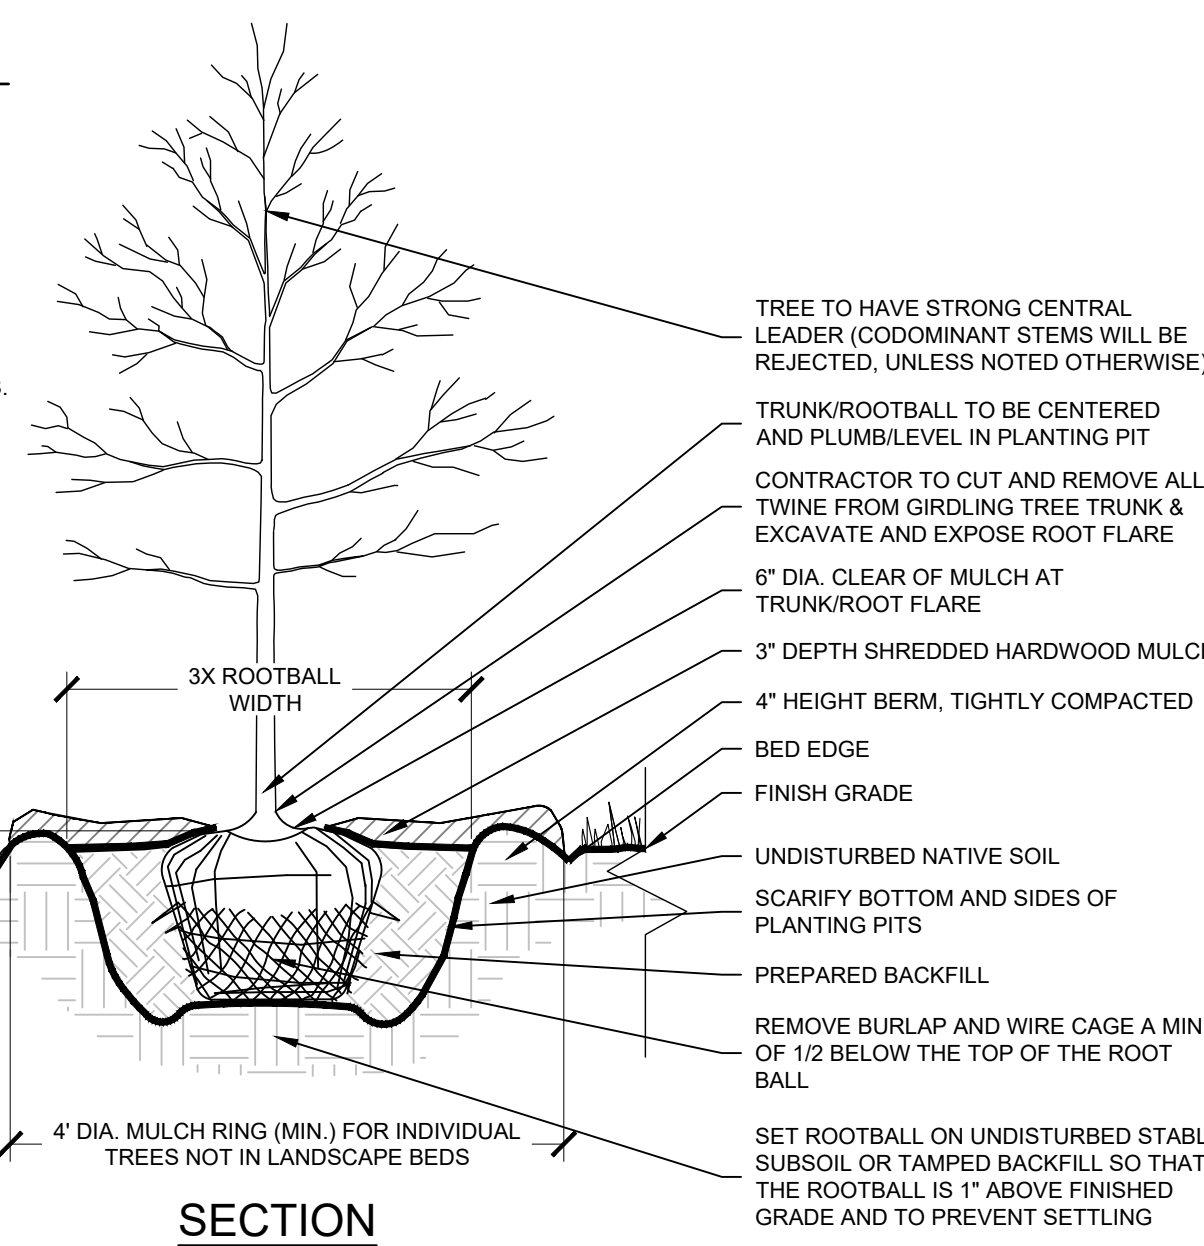 TREE TO HAVE STRONG CENTRAL
LEADER (CODOMINANT STEMS WILL BE
REJECTED, UNLESS NOTED OTHERWISE)
TRUNK/ROOTBALL TO BE CENTERED
AND PLUMB/LEVEL IN PLANTING PIT
CONTRACTOR TO CUT AND REMOVE ALL
TWINE FROM GIRDLING TREE TRUNK &
EXCAVATE AND EXPOSE ROOT FLARE
6" DIA. CLEAR OF MULCH AT
TRUNK/ROOT FLARE
3" DEPTH SHREDDED HARDWOOD
3X ROOTBALL
WIDTH
4" HEIGHT BERM, TIGHTLY COMPACTED
BED EDGE
FINISH GRADE
UNDISTURBED NATIVE SOIL
SCARIFY BOTTOM AND SIDES OF
PLANTING PITS
PREPARED BACKFILL
REMOVE BURLAP AND WIRE CAGE A MIN
OF 1/2 BELOW THE TOP OF THE ROOT
BALL
4' DIA. MULCH RING (MIN.) FOR INDIVIDUAL
TREES NOT IN LANDSCAPE BEDS
SET ROOTBALL ON UNDISTURBED
SUBSOIL OR TAMPED BACKFILL SO THAT
THE ROOTBALL IS 1" ABOVE FINISHED
GRADE AND TO PREVENT SETTLING
SECTION